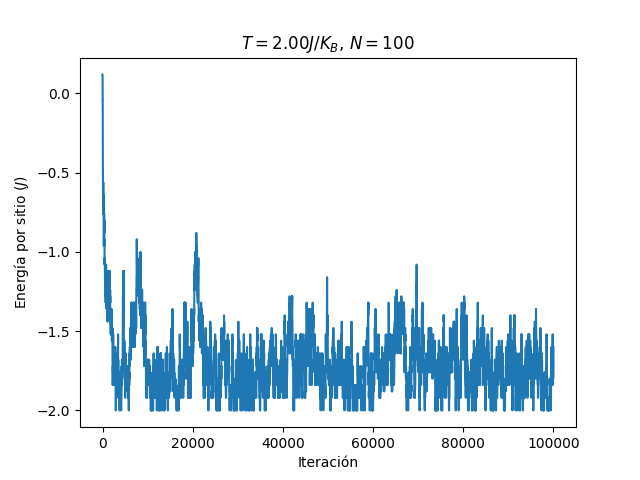 T = 2.00J/K_B, N = 100
Energía por sitio (J)
0.0
−0.5
−1.0
−1.5
−2.0
0 20000 40000 60000 80000 100000
Iteración